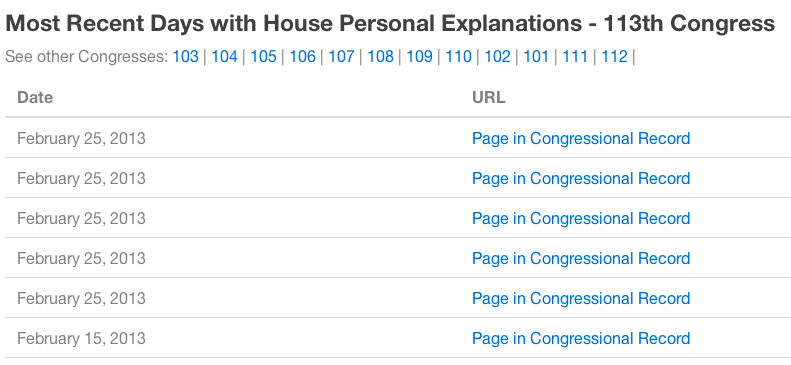 Most Recent Days with House Personal Explanations - 113th Congress
See other Congresses: 103 | 104 | 105 | 106 | 107 | 108 | 109 | 110 | 102 | 101 | 111 | 112 |
Date URL
February 25, 2013 Page in Congressional Record
February 25, 2013 Page in Congressional Record
February 25, 2013 Page in Congressional Record
February 25, 2013 Page in Congressional Record
February 25, 2013 Page in Congressional Record
February 15, 2013 Page in Congressional Record